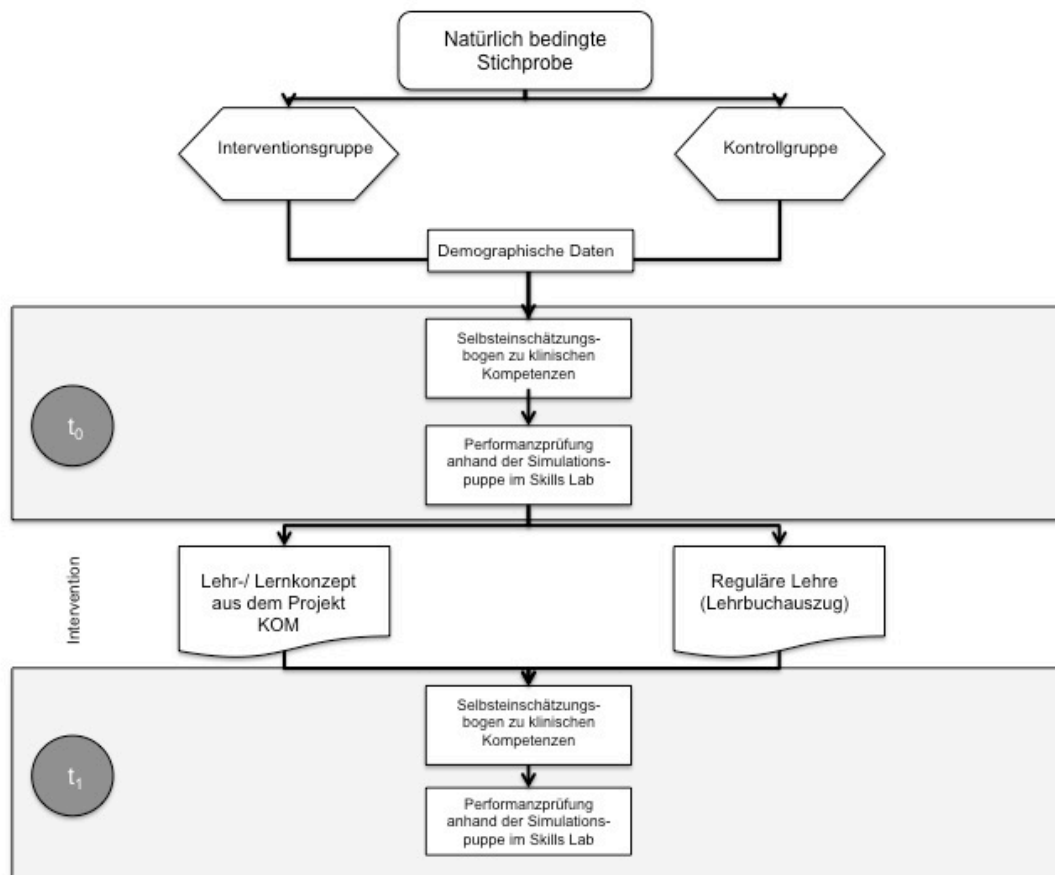 Natürlich bedingte
Stichprobe
Interventionsgruppe
Kontrollgruppe
Demographische Daten
Selbsteinschätzungs-
bogen zu klinischen
Kompetenzen
t₀
Performanzprüfung
anhand der Simulations-
puppe im Skills Lab
Intervention
Lehr-/ Lernkonzept
aus dem Projekt
KOM
Reguläre Lehre
(Lehrbuchauszug)
Selbsteinschätzungs-
bogen zu klinischen
Kompetenzen
t₁
Performanzprüfung
anhand der Simulations-
puppe im Skills Lab